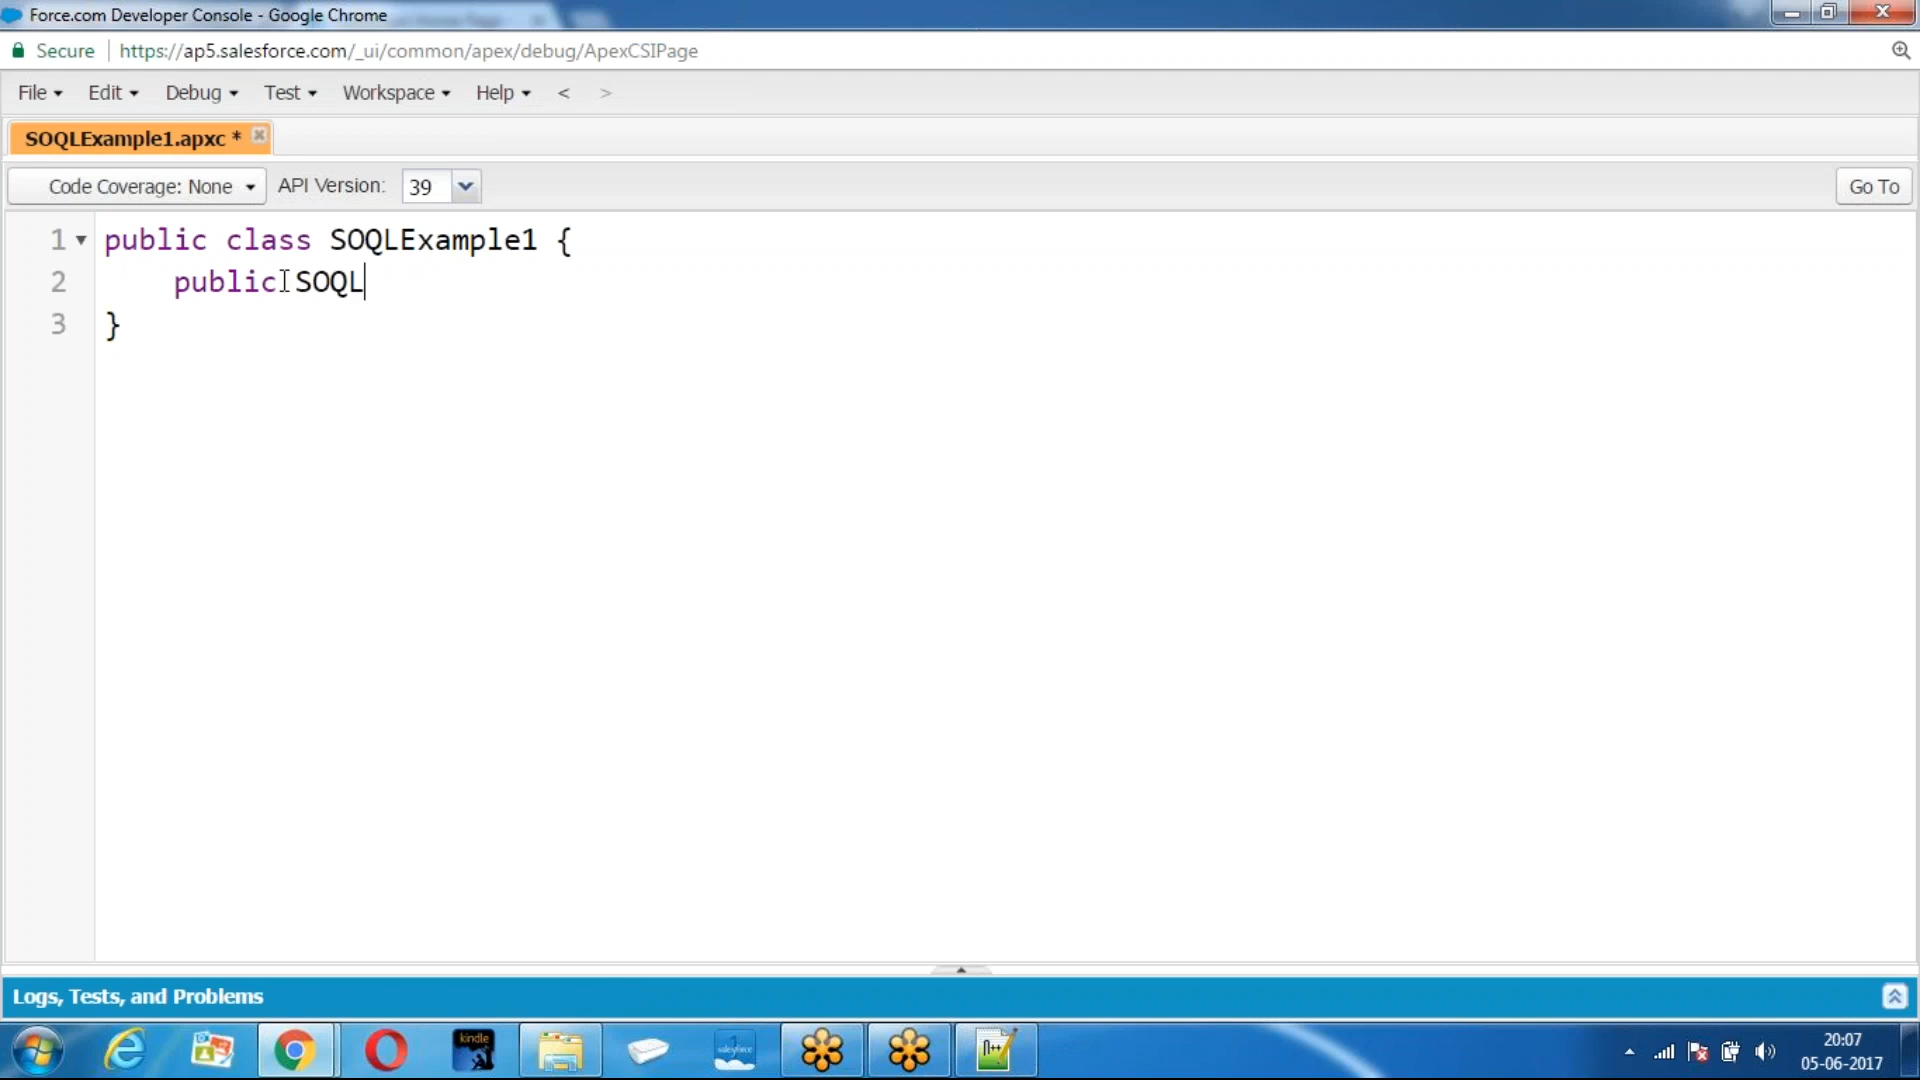 Force.com Developer Console - Google Chrome
Secure https://ap5.salesforce.com/_ui/common/apex/debug/ApexCSIPage
File Edit Debug Test Workspace Help < >
SOQLExample1.apxc *
Code Coverage: None API Version: 39 Go To
1 public class SOQLExample1 {
2 public SOQL
3 }
Logs, Tests, and Problems
kindle
salesforce
20:07
05-06-2017